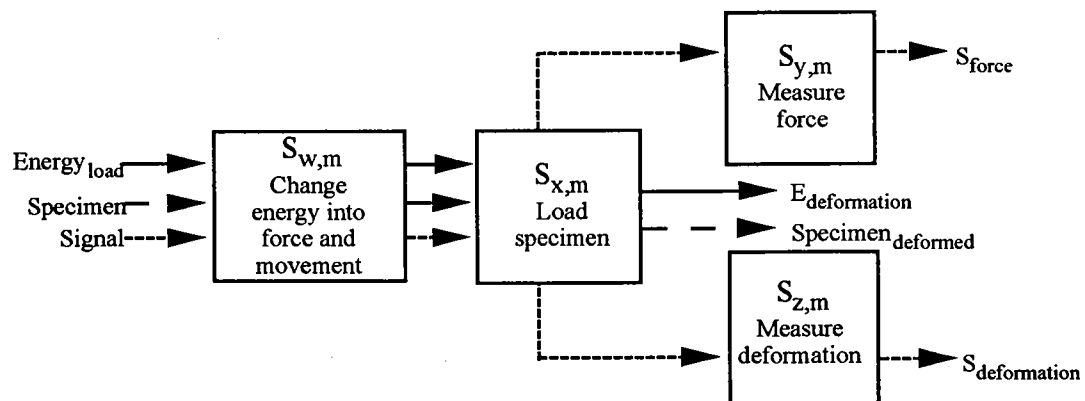 Energy_load
Specimen
Signal
S_w,m
Change
energy into
force and
movement
S_x,m
Load
specimen
S_y,m
Measure
force
S_force
E_deformation
Specimen_deformed
S_z,m
Measure
deformation
S_deformation